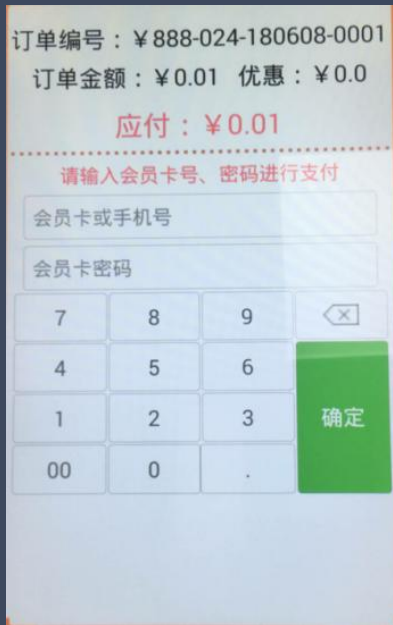 订单编号：￥888-024-180608-0001
订单金额：￥0.01 优惠：￥0.0
应付：￥0.01
请输入会员卡号、密码进行支付
会员卡或手机号
会员卡密码
7 8 9
4 5 6
1 2 3 确定
00 0 .